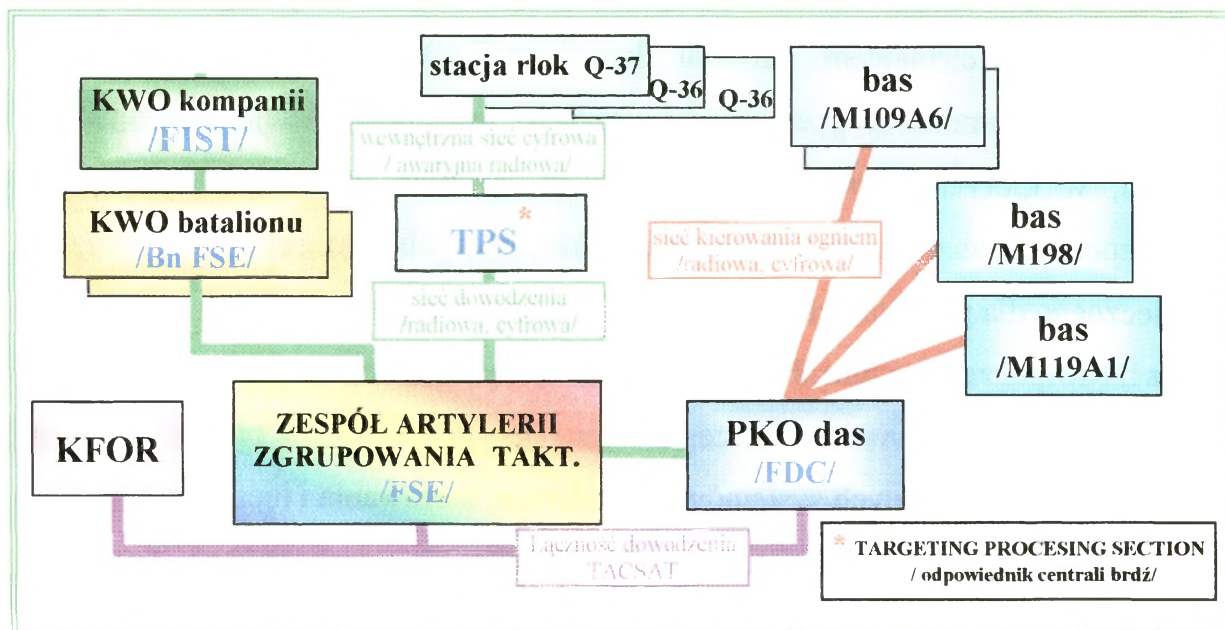 KWO kompanii
/FIST/
KWO batalionu
/Bn FSE/
stacja rlok Q-37
Q-36
Q-36
wewnętrzna sieć cyfrowa
/ awaryjna radiowa/
TPS *
sieć dowodzenia
/radiowa, cyfrowa/
bas
/M109A6/
sieć kierowania ogniem
/radiowa, cyfrowa/
bas
/M198/
bas
/M119A1/
KFOR
ZESPÓŁ ARTYLERII
ZGRUPOWANIA TAKT.
/FSE/
PKO das
/FDC/
Łączność dowodzenia
TACSAT
* TARGETING PROCESING SECTION
/ odpowiednik centrali brdź/